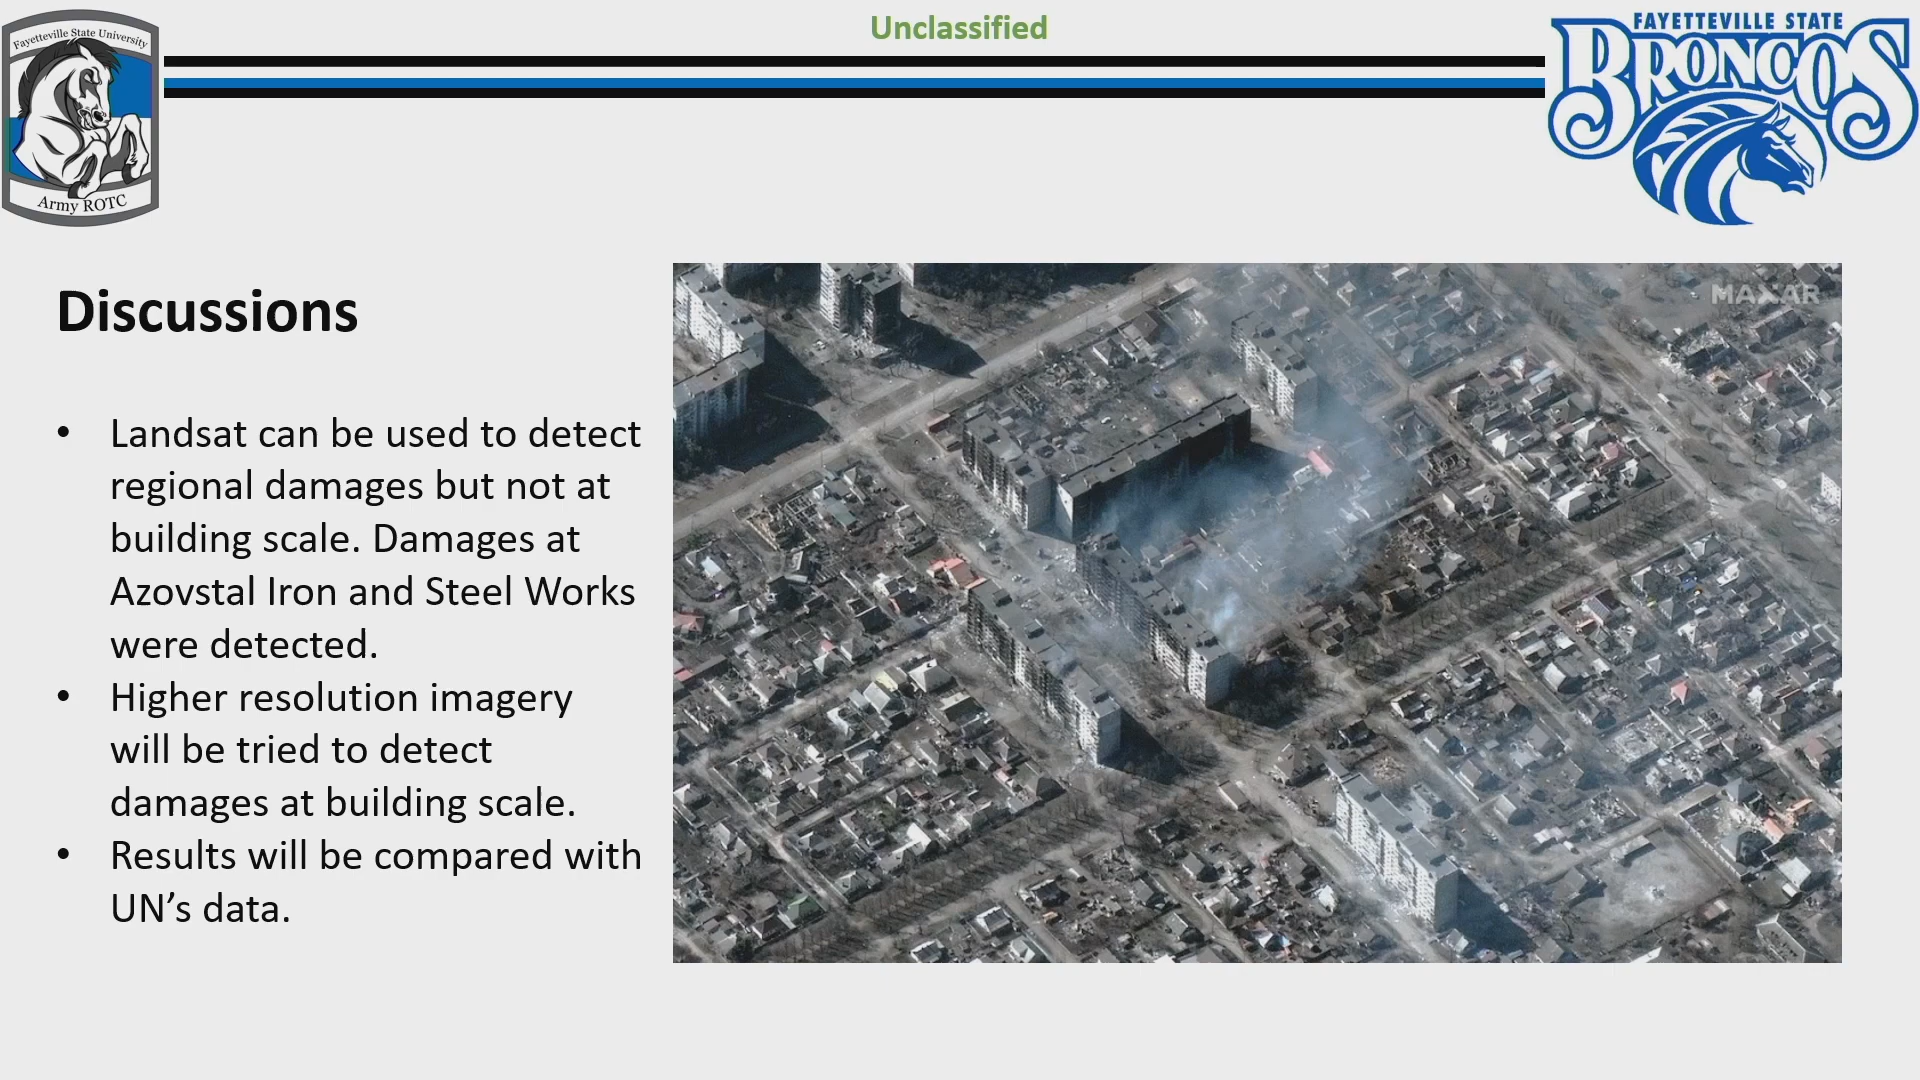 Unclassified
Fayetteville State University
Army ROTC
FAYETTEVILLE STATE
BRONCOS
Discussions
MAXAR
• Landsat can be used to detect
regional damages but not at
building scale. Damages at
Azovstal Iron and Steel Works
were detected.
• Higher resolution imagery
will be tried to detect
damages at building scale.
• Results will be compared with
UN’s data.